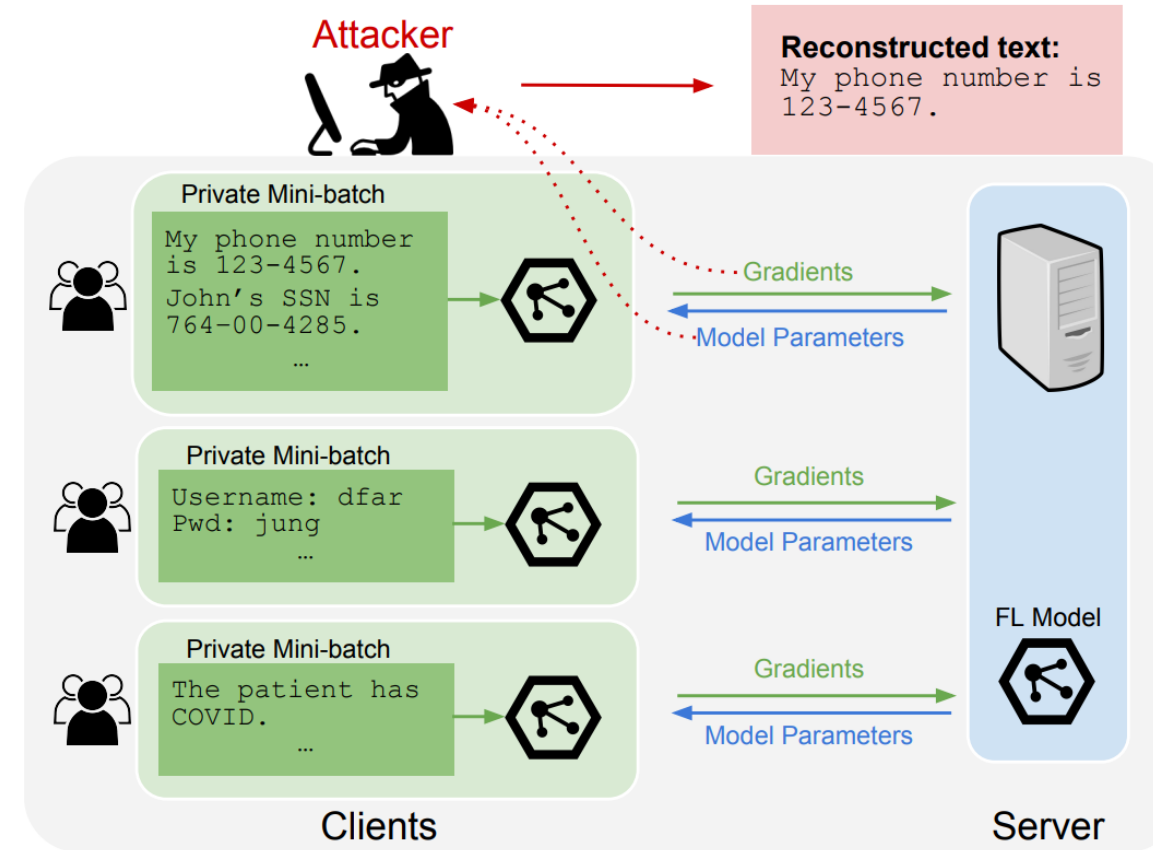 Attacker
Reconstructed text:
My phone number is
123-4567.
Private Mini-batch
My phone number
is 123-4567.
John’s SSN is
764-00-4285.
…
Gradients
Model Parameters
Private Mini-batch
Username: dfar
Pwd: jung
…
Gradients
Model Parameters
Private Mini-batch
The patient has
COVID.
…
Gradients
Model Parameters
FL Model
Clients
Server